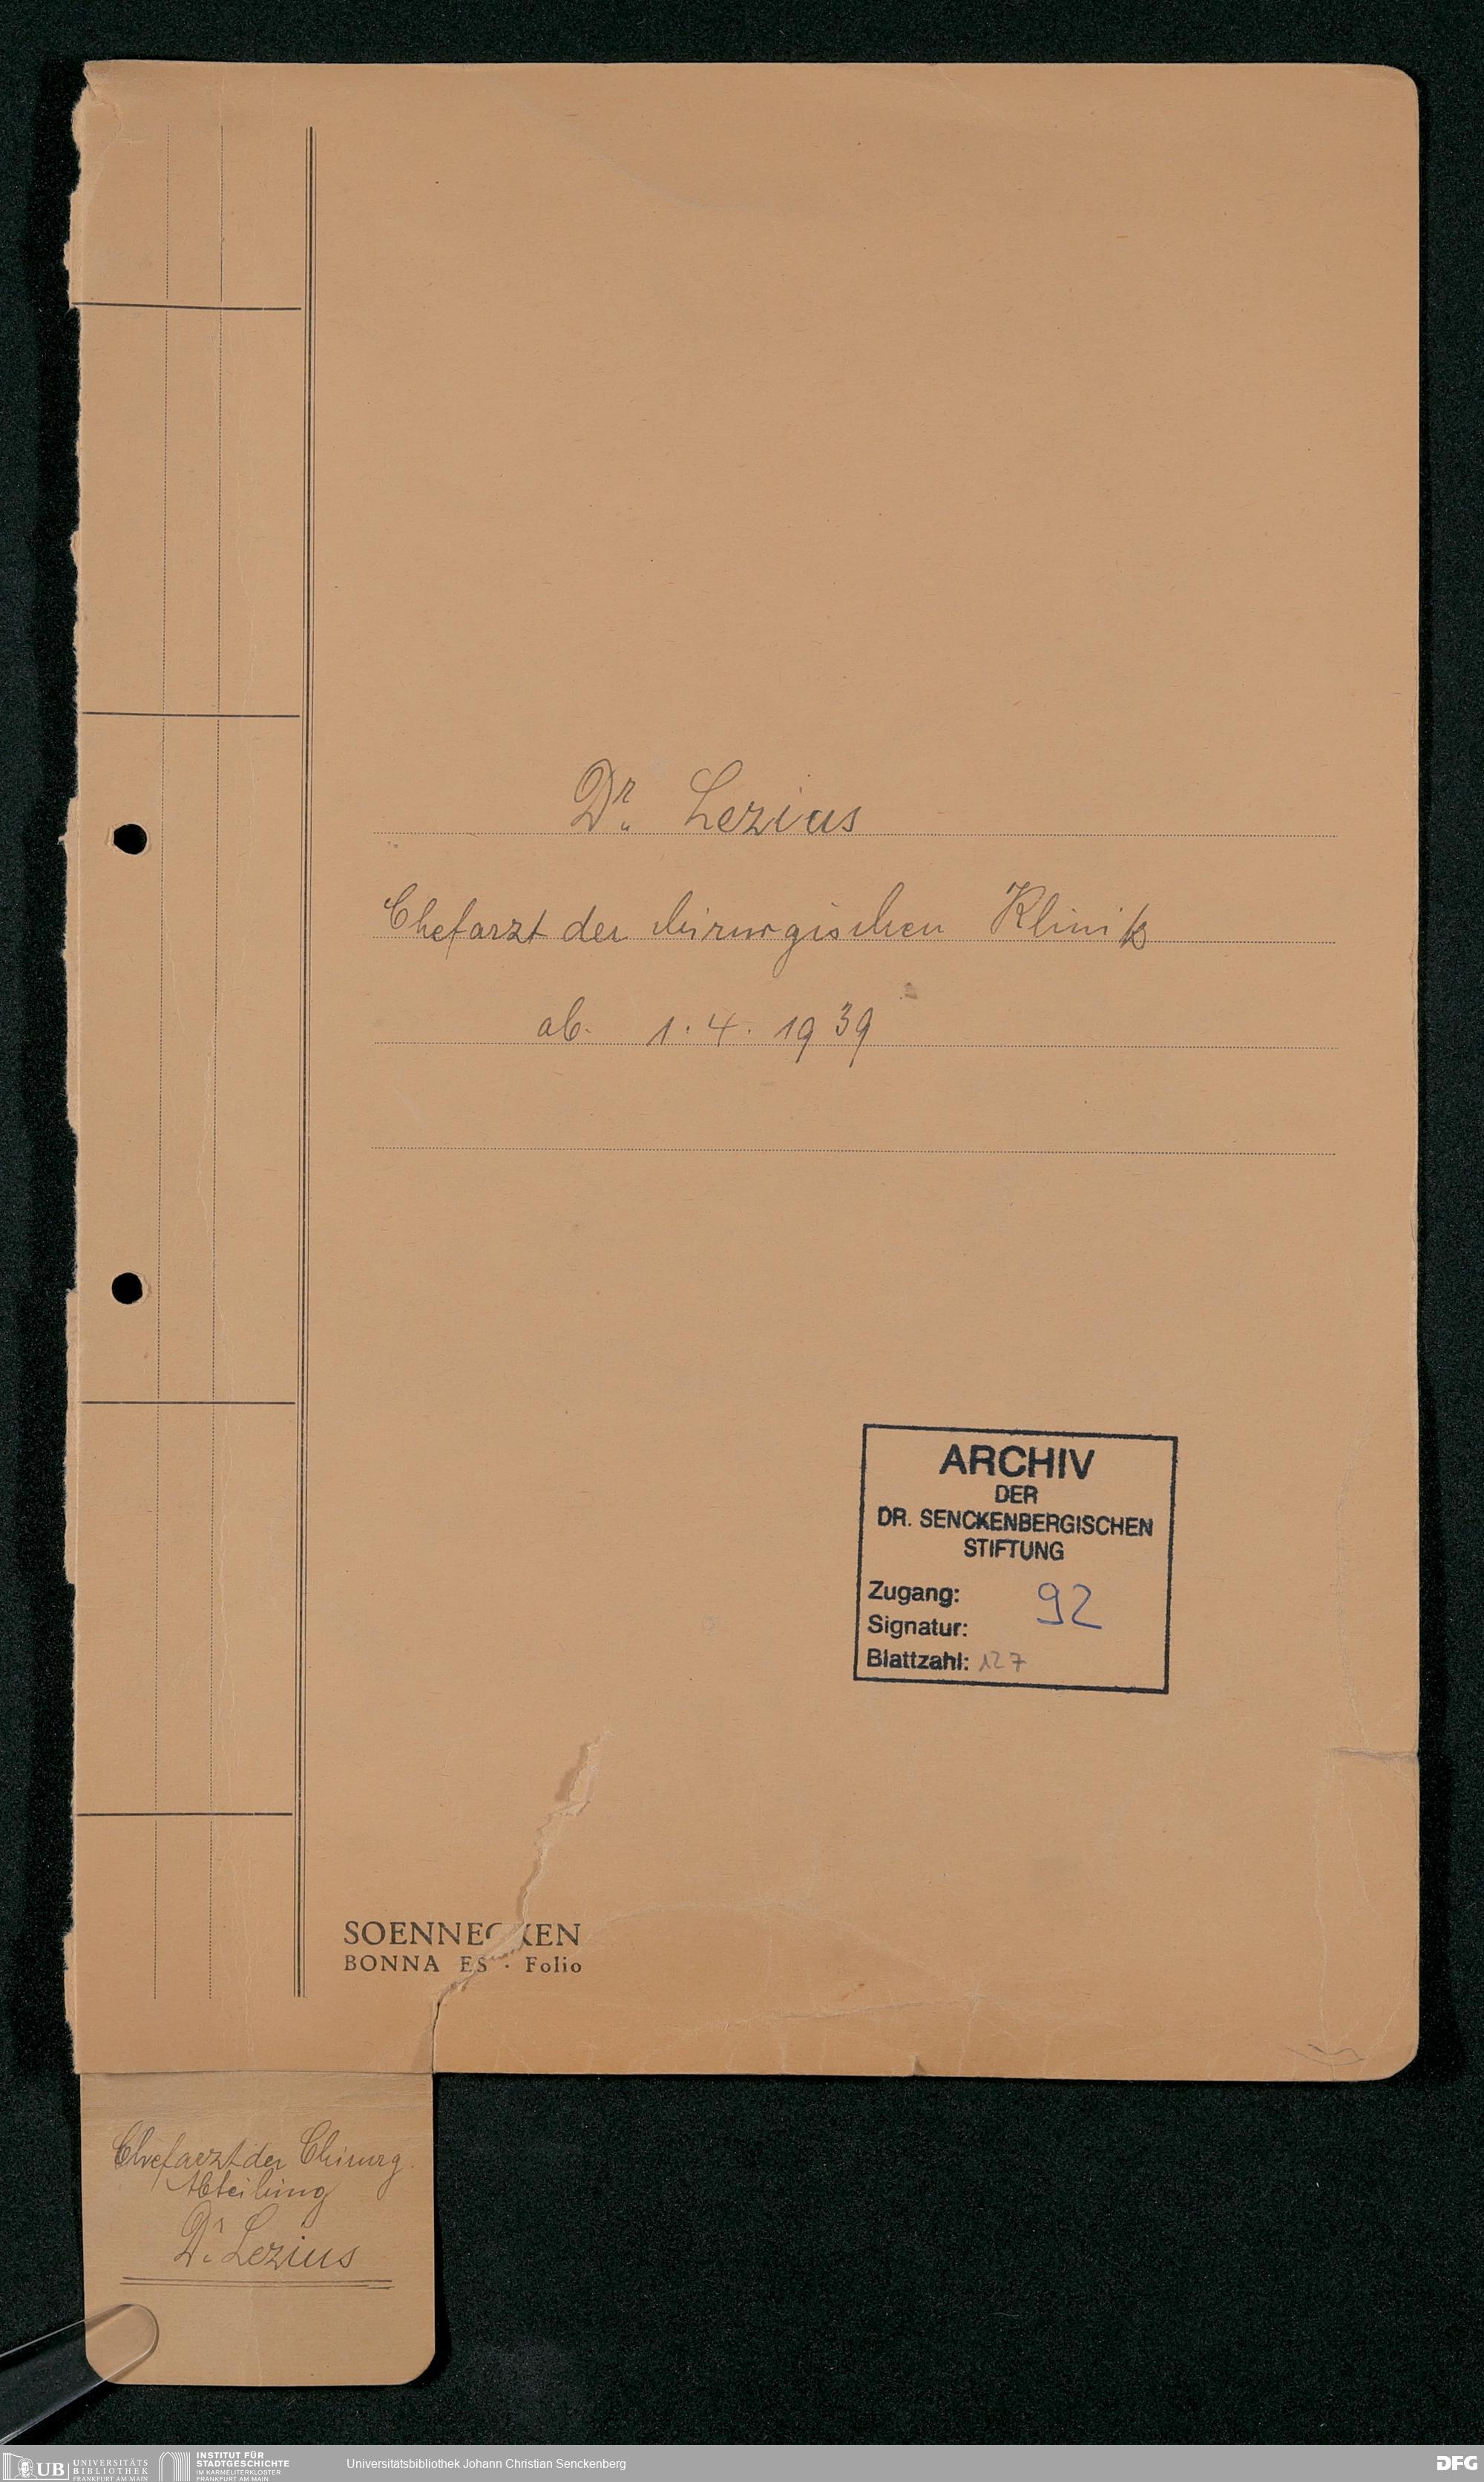 Dr. Lezius
Chefarzt der chirurgischen Klinik
ab. 1.4.1939
ARCHIV
DER
DR. SENCKENBERGISCHEN
STIFTUNG
Zugang: 92
Signatur:
Blattzahl: 127
SOENNECKEN
BONNA ES · Folio
Chefarzt der Chirurg.
Abteilung
Dr. Lezius
UB
UNIVERSITÄTS
BIBLIOTHEK
FRANKFURT AM MAIN
INSTITUT FÜR
STADTGESCHICHTE
IM KARMELITERKLOSTER
FRANKFURT AM MAIN
Universitätsbibliothek Johann Christian Senckenberg
DFG